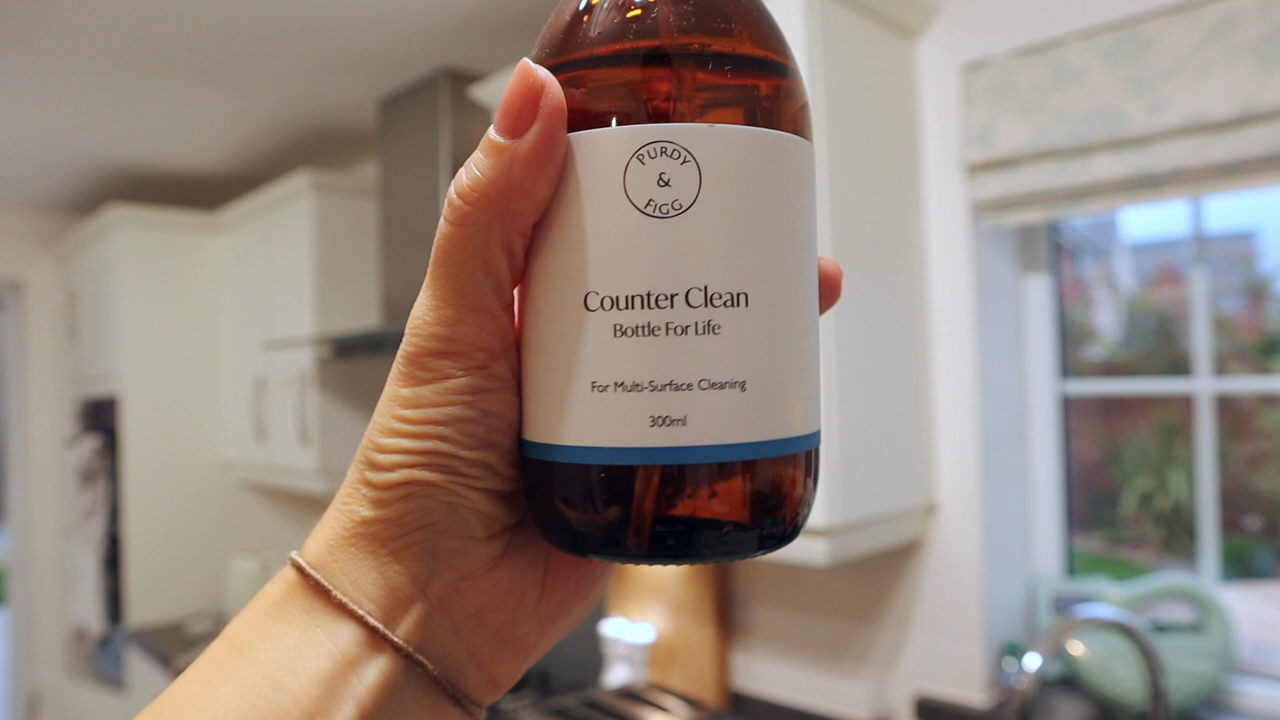 PURDY
&
FIGG
Counter Clean
Bottle For Life
For Multi-Surface Cleaning
300ml